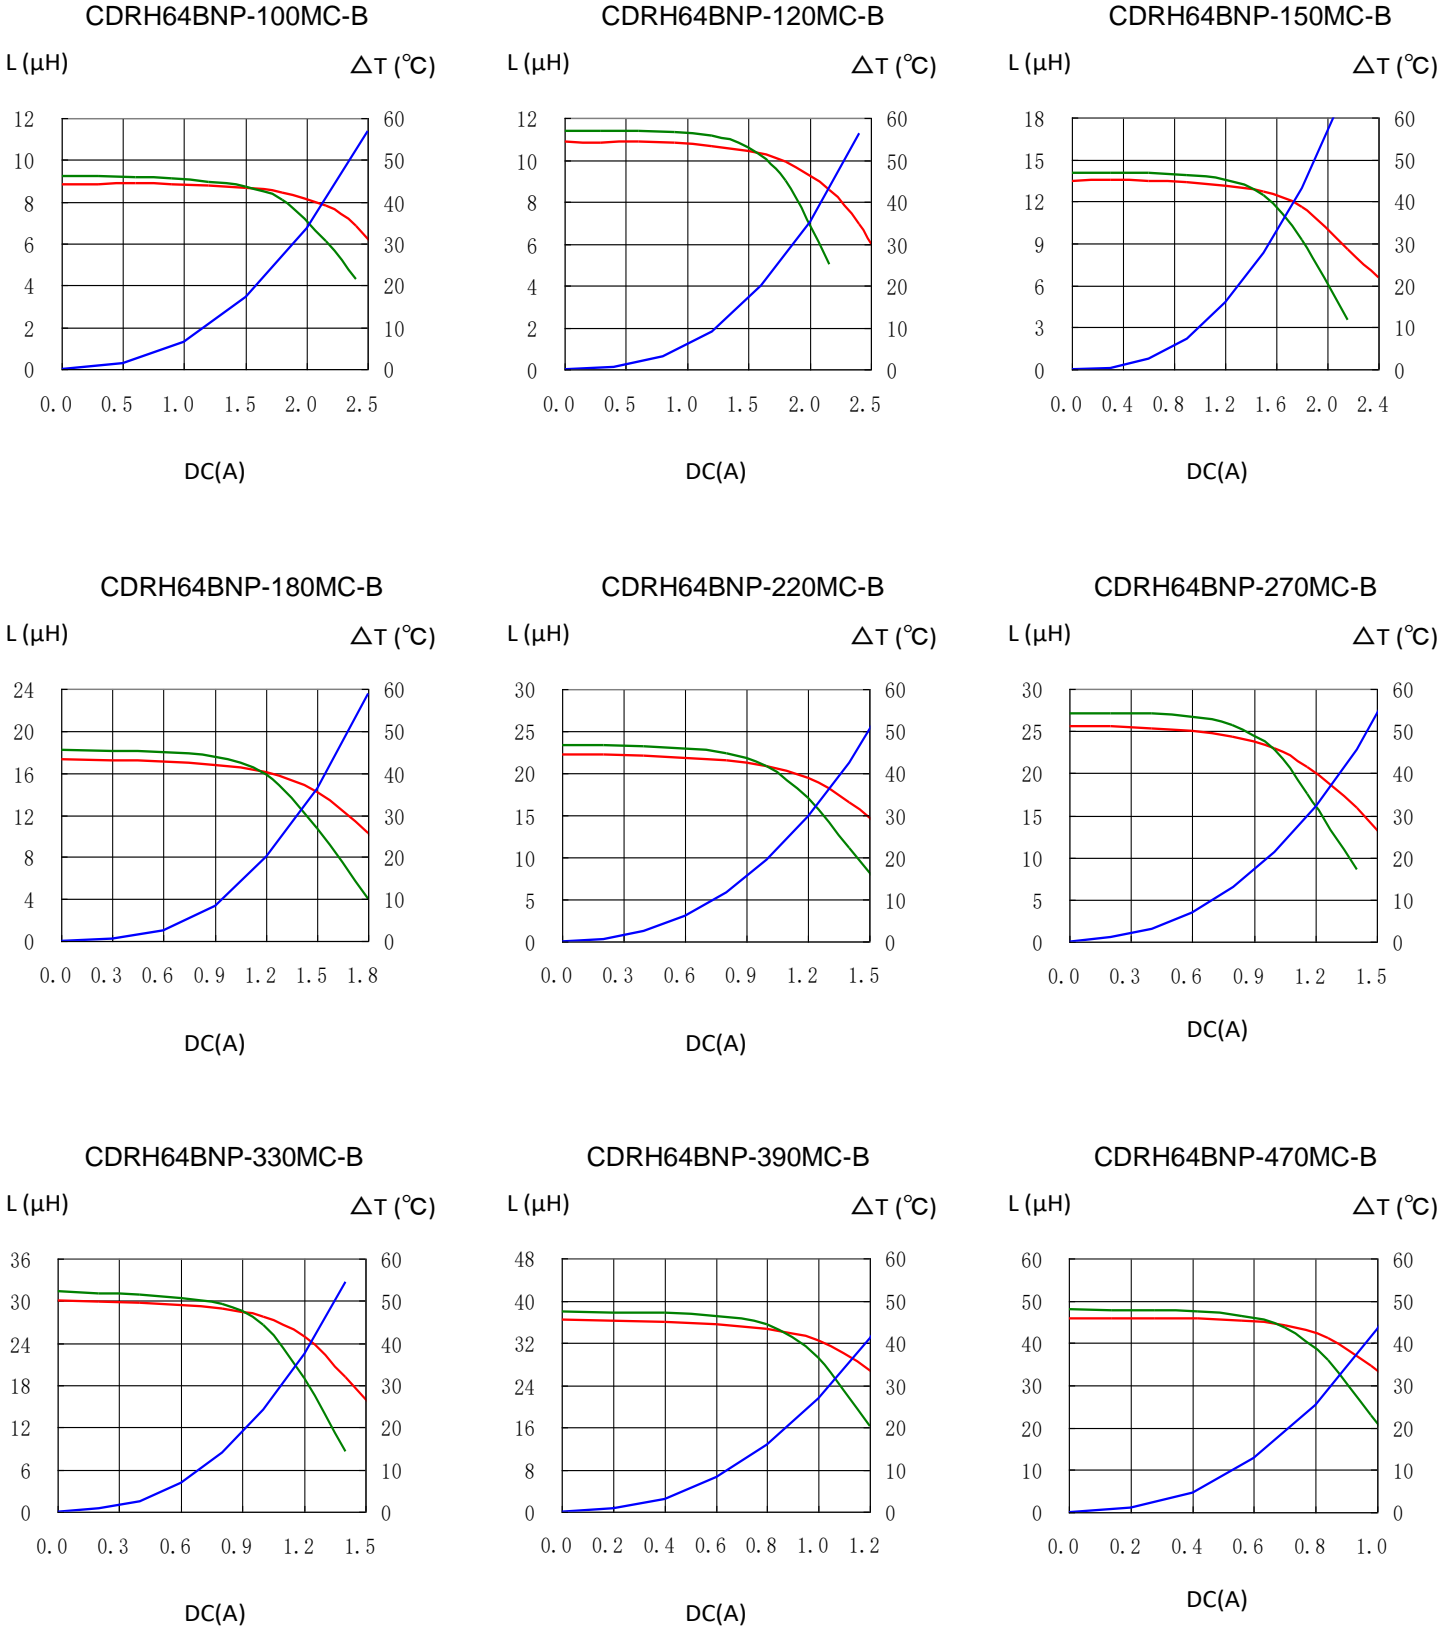 CDRH64BNP-100MC-B CDRH64BNP-120MC-B CDRH64BNP-150MC-B
L (μH) △T (℃) L (μH) △T (℃) L (μH) △T (℃)
12 60 12 60 18 60
10 50 10 50 15 50
8 40 8 40 12 40
6 30 6 30 9 30
4 20 4 20 6 20
2 10 2 10 3 10
0 0 0 0 0 0
0.0 0.5 1.0 1.5 2.0 2.5 0.0 0.5 1.0 1.5 2.0 2.5 0.0 0.4 0.8 1.2 1.6 2.0 2.4
DC(A) DC(A) DC(A)
CDRH64BNP-180MC-B CDRH64BNP-220MC-B CDRH64BNP-270MC-B
L (μH) △T (℃) L (μH) △T (℃) L (μH) △T (℃)
24 60 30 60 30 60
20 50 25 50 25 50
16 40 20 40 20 40
12 30 15 30 15 30
8 20 10 20 10 20
4 10 5 10 5 10
0 0 0 0 0 0
0.0 0.3 0.6 0.9 1.2 1.5 1.8 0.0 0.3 0.6 0.9 1.2 1.5 0.0 0.3 0.6 0.9 1.2 1.5
DC(A) DC(A) DC(A)
CDRH64BNP-330MC-B CDRH64BNP-390MC-B CDRH64BNP-470MC-B
L (μH) △T (℃) L (μH) △T (℃) L (μH) △T (℃)
36 60 48 60 60 60
30 50 40 50 50 50
24 40 32 40 40 40
18 30 24 30 30 30
12 20 16 20 20 20
6 10 8 10 10 10
0 0 0 0 0 0
0.0 0.3 0.6 0.9 1.2 1.5 0.0 0.2 0.4 0.6 0.8 1.0 1.2 0.0 0.2 0.4 0.6 0.8 1.0
DC(A) DC(A) DC(A)